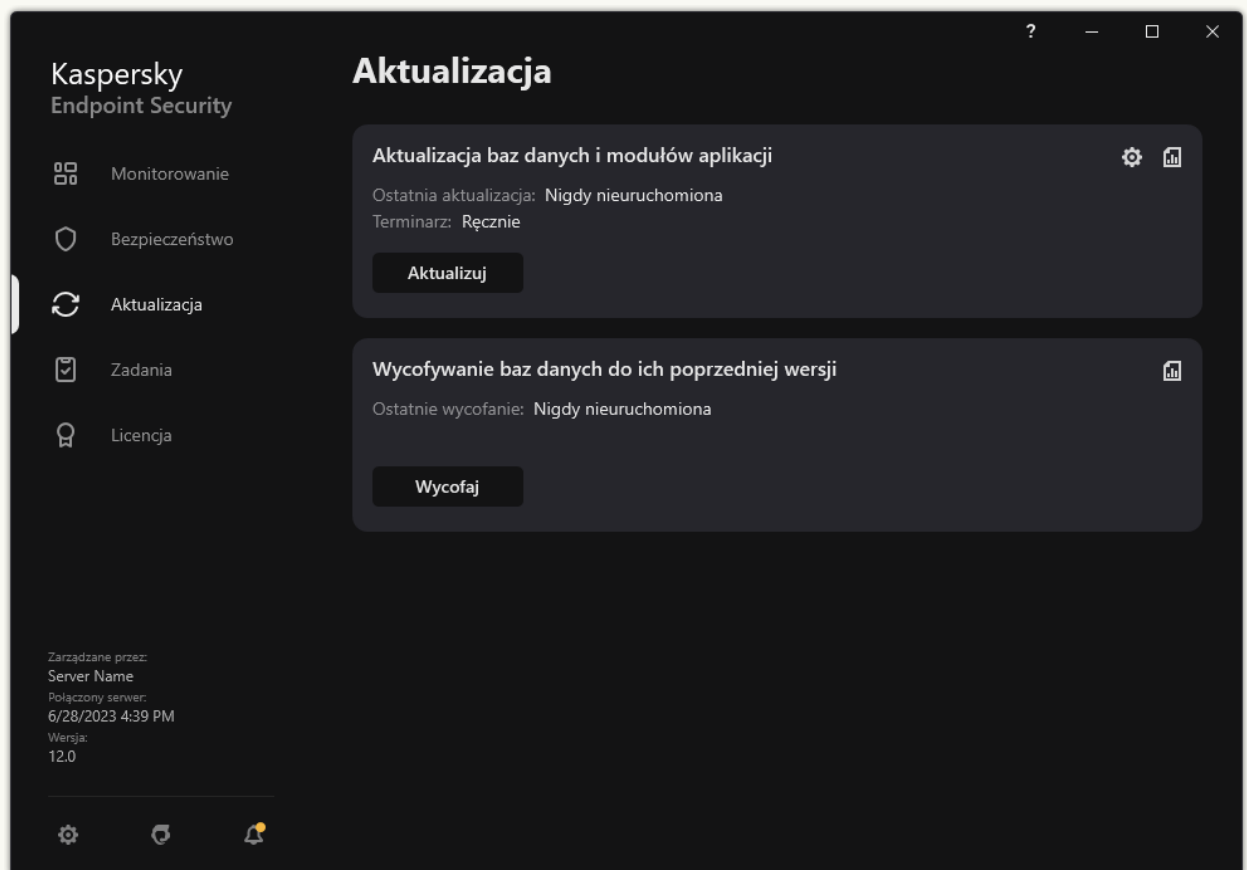 ?
Kaspersky
Endpoint Security
Monitorowanie
Bezpieczeństwo
Aktualizacja
Zadania
Licencja
Zarządzane przez:
Server Name
Połączony serwer:
6/28/2023 4:39 PM
Wersja:
12.0
Aktualizacja
Aktualizacja baz danych i modułów aplikacji
Ostatnia aktualizacja: Nigdy nieuruchomiona
Terminarz: Ręcznie
Aktualizuj
Wycofywanie baz danych do ich poprzedniej wersji
Ostatnie wycofanie: Nigdy nieuruchomiona
Wycofaj